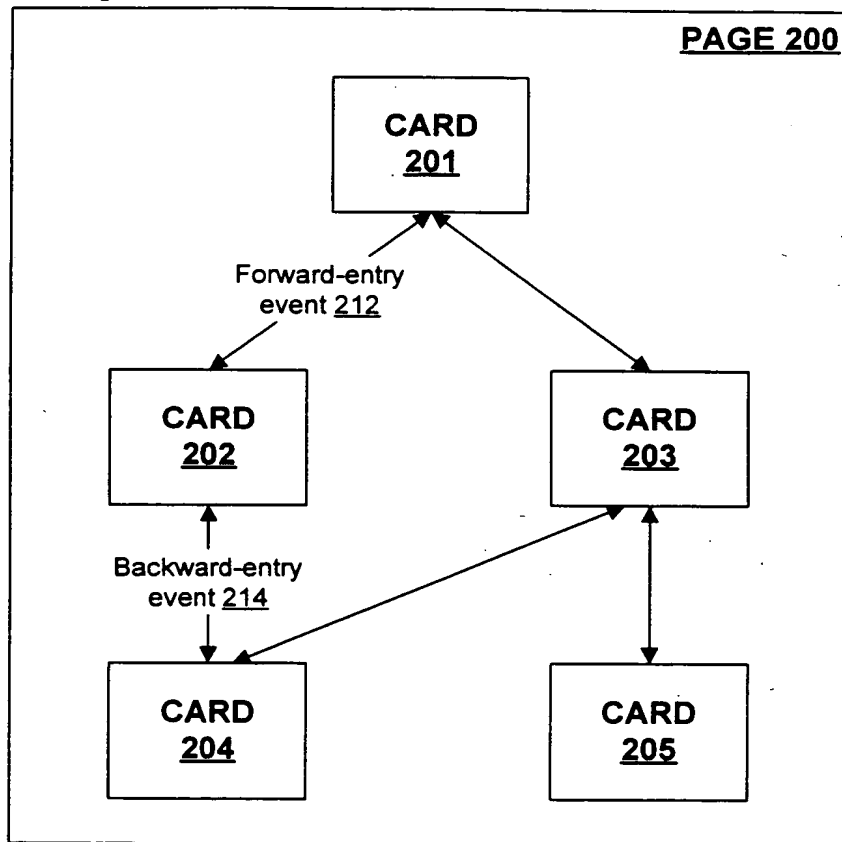 PAGE 200
CARD
201
Forward-entry
event 212
CARD
202
CARD
203
Backward-entry
event 214
CARD
204
CARD
205